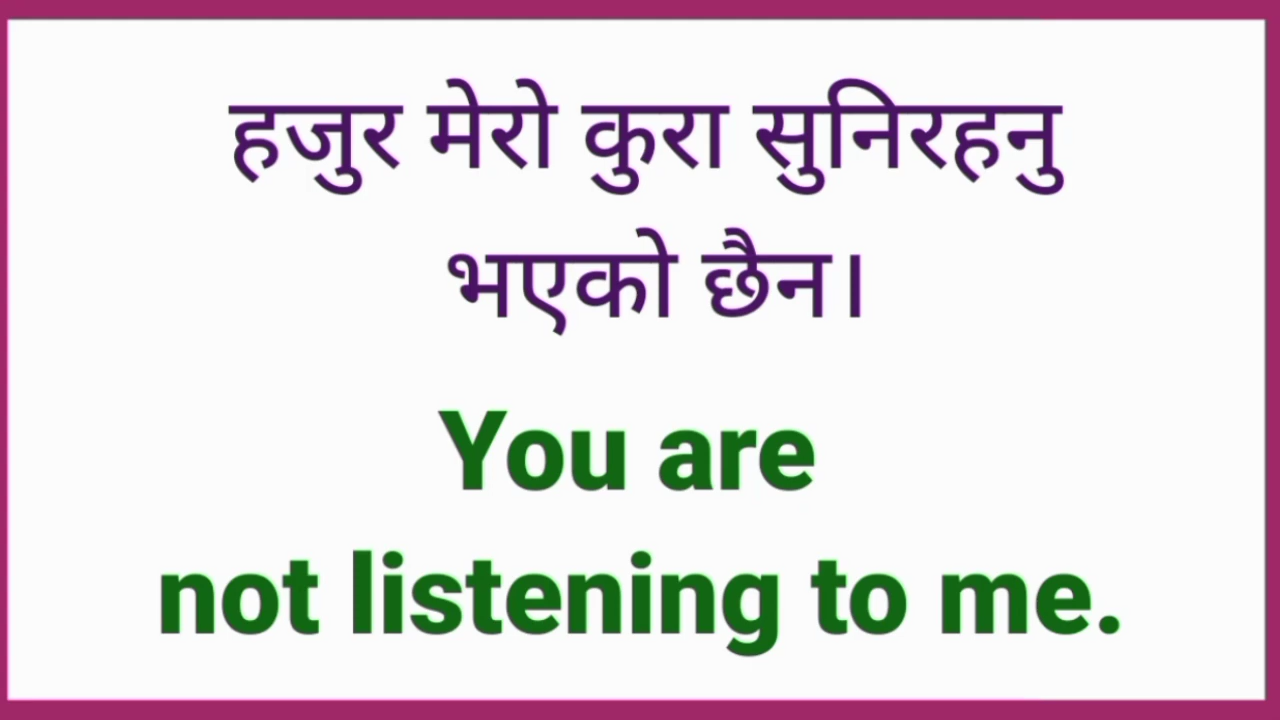 हजुर मेरो कुरा सुनिरहनु
भएको छैन।
You are
not listening to me.